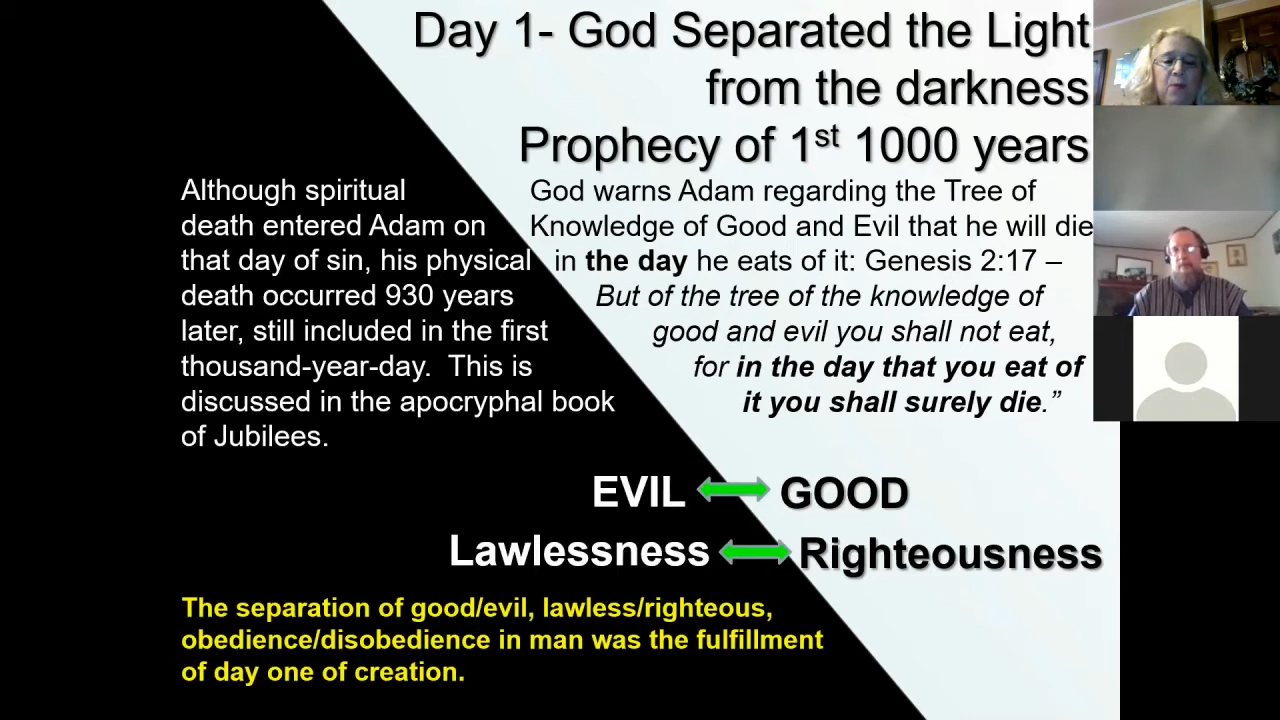 Day 1- God Separated the Light
from the darkness
Prophecy of 1st 1000 years
Although spiritual
death entered Adam on
that day of sin, his physical
death occurred 930 years
later, still included in the first
thousand-year-day.  This is
discussed in the apocryphal book
of Jubilees.
God warns Adam regarding the Tree of
Knowledge of Good and Evil that he will die
in the day he eats of it: Genesis 2:17 –
But of the tree of the knowledge of
good and evil you shall not eat,
for in the day that you eat of
it you shall surely die.”
EVIL GOOD
Lawlessness Righteousness
The separation of good/evil, lawless/righteous,
obedience/disobedience in man was the fulfillment
of day one of creation.